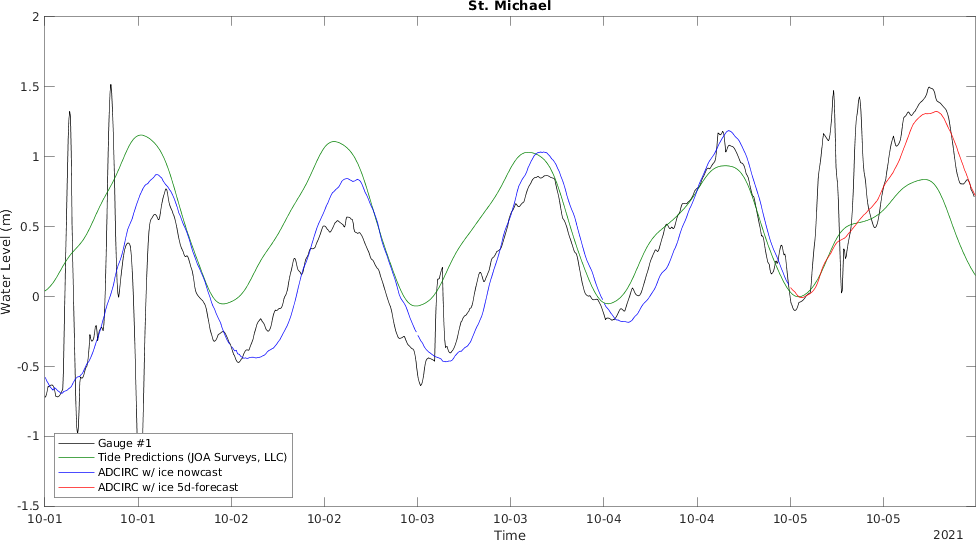 St. Michael
Water Level (m)
2
1.5
1
0.5
0
-0.5
-1
-1.5
Gauge #1
Tide Predictions (JOA Surveys, LLC)
ADCIRC w/ ice nowcast
ADCIRC w/ ice 5d-forecast
10-01 10-01 10-02 10-02 10-03 10-03 10-04 10-04 10-05 10-05
Time
2021